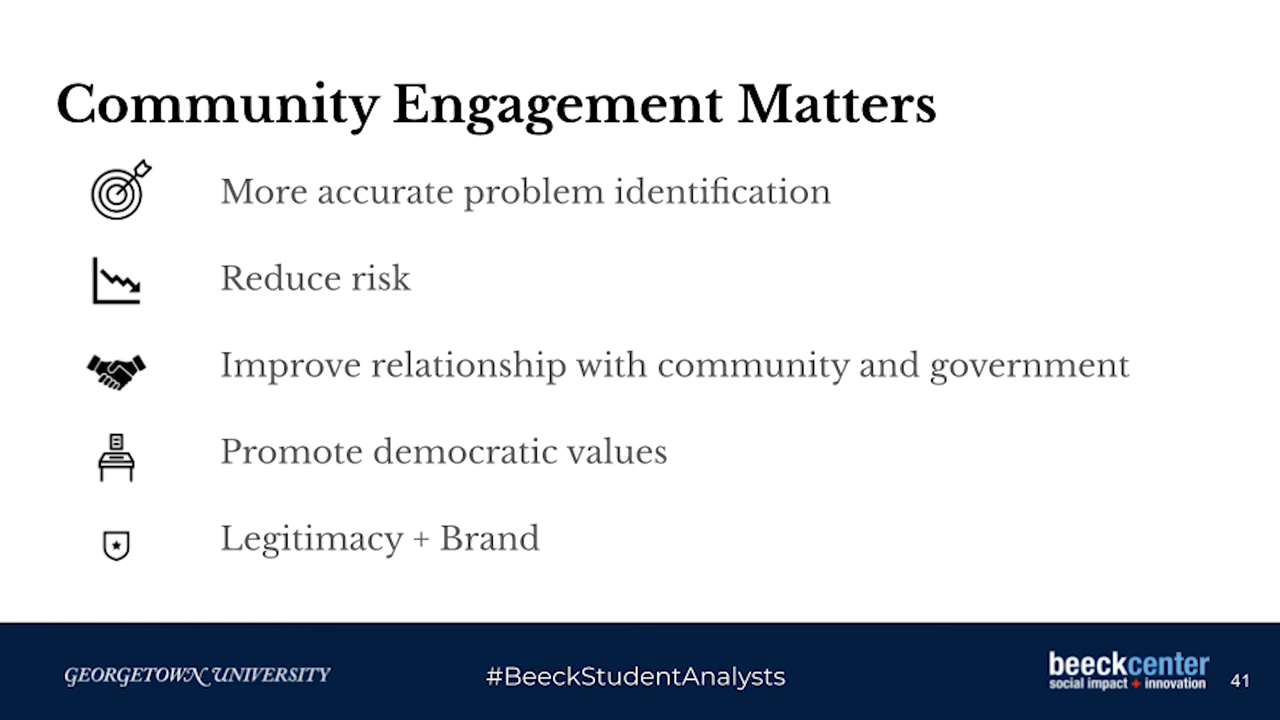 Community Engagement Matters
More accurate problem identification
Reduce risk
Improve relationship with community and government
Promote democratic values
Legitimacy + Brand
GEORGETOWN UNIVERSITY
#BeeckStudentAnalysts
beeckcenter
social impact + innovation
41